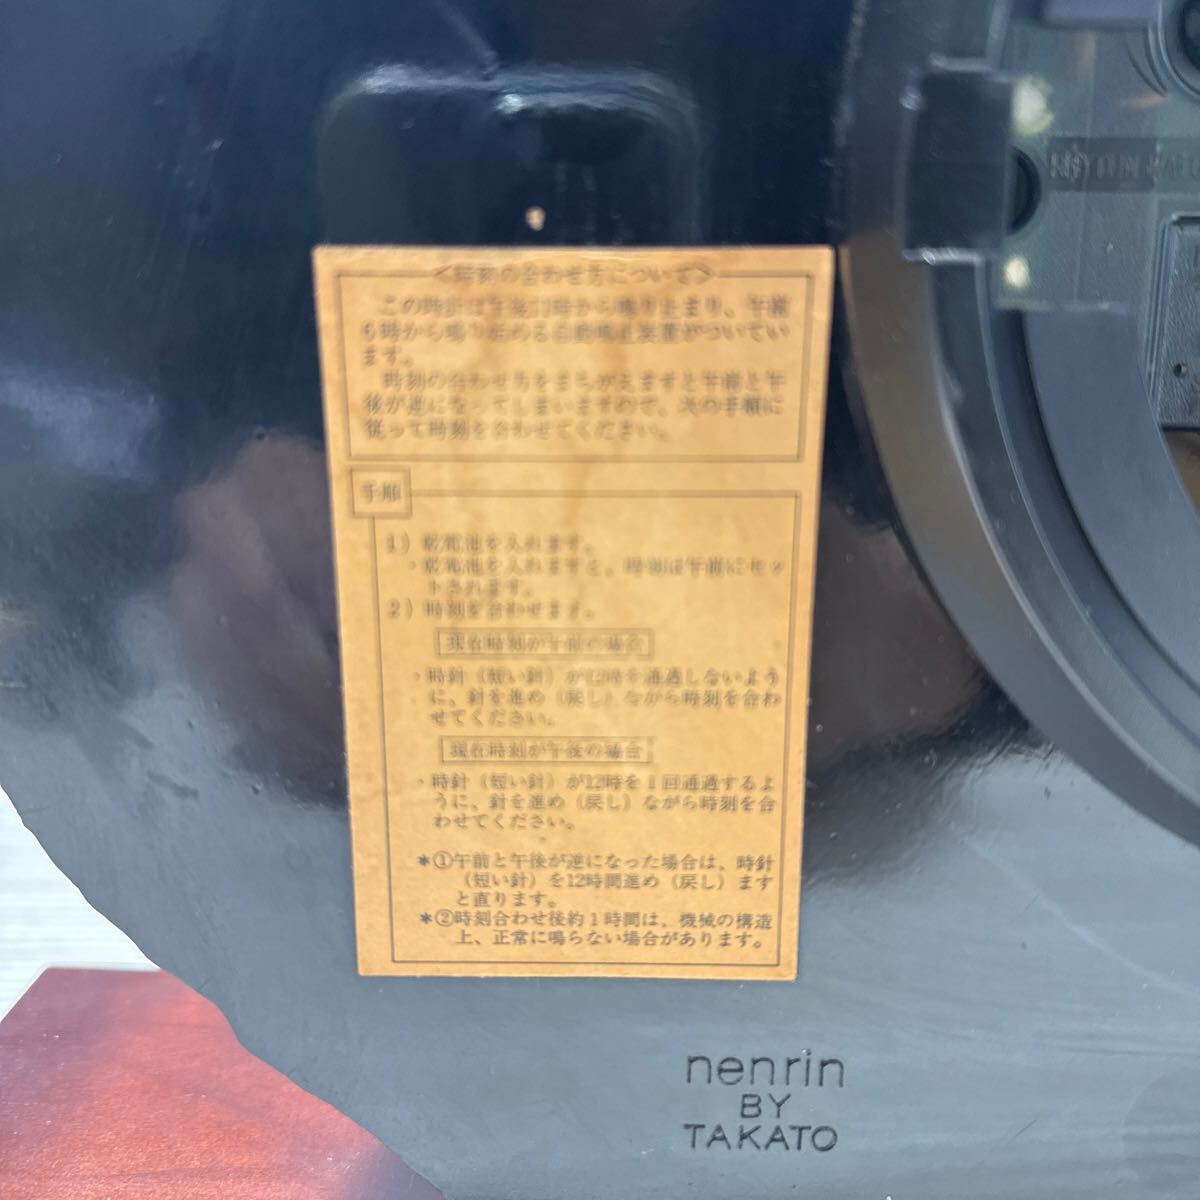 <時刻の合わせ方について>
この時計は午後11時から鳴り止まり、午前
6時から鳴り始める自動鳴止装置がついてい
ます。
時刻の合わせ方をまちがえますと午前と午
後が逆になってしまいますので、次の手順に
従って時刻を合わせてください。
手順
1) 乾電池を入れます。
・乾電池を入れますと、時刻は午前にセッ
トされます。
2) 時刻を合わせます。
現在時刻が午前の場合
・時針（短い針）が12時を通過しないよう
に、針を進め（戻し）ながら時刻を合わ
せてください。
現在時刻が午後の場合
・時針（短い針）が12時を1回通過するよ
うに、針を進め（戻し）ながら時刻を合
わせてください。
＊①午前と午後が逆になった場合は、時針
（短い針）を12時間進め（戻し）ます
と直ります。
＊②時刻合わせ後約1時間は、機械の構造
上、正常に鳴らない場合があります。
RHYTHM
nenrin
BY
TAKATO